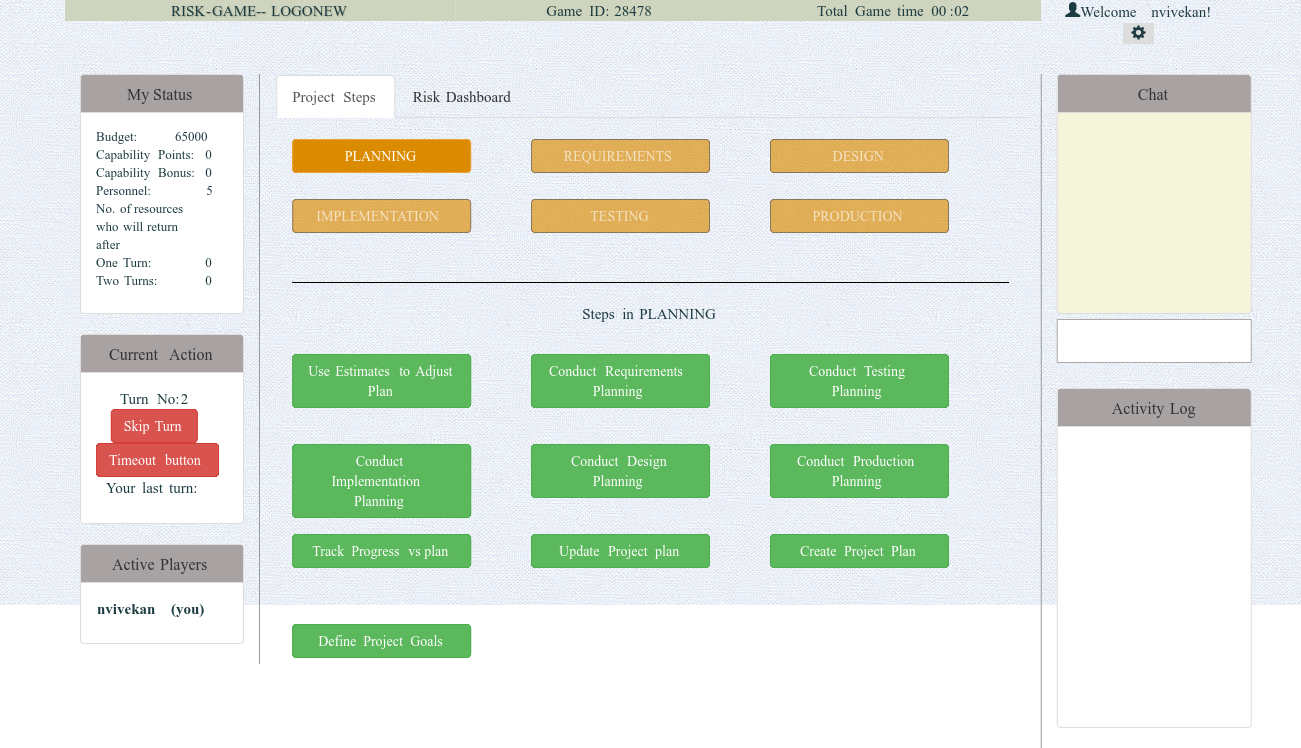 RISK-GAME-- LOGONEW
Game ID: 28478
Total Game time 00 :02
Welcome nvivekan!
My Status
Budget: 65000
Capability Points: 0
Capability Bonus: 0
Personnel: 5
No. of resources
who will return
after
One Turn: 0
Two Turns: 0
Current Action
Turn No:2
Skip Turn
Timeout button
Your last turn:
Active Players
nvivekan (you)
Project Steps
Risk Dashboard
PLANNING
REQUIREMENTS
DESIGN
IMPLEMENTATION
TESTING
PRODUCTION
Steps in PLANNING
Use Estimates to Adjust
Plan
Conduct Requirements
Planning
Conduct Testing
Planning
Conduct
Implementation
Planning
Conduct Design
Planning
Conduct Production
Planning
Track Progress vs plan
Update Project plan
Create Project Plan
Define Project Goals
Chat
Activity Log